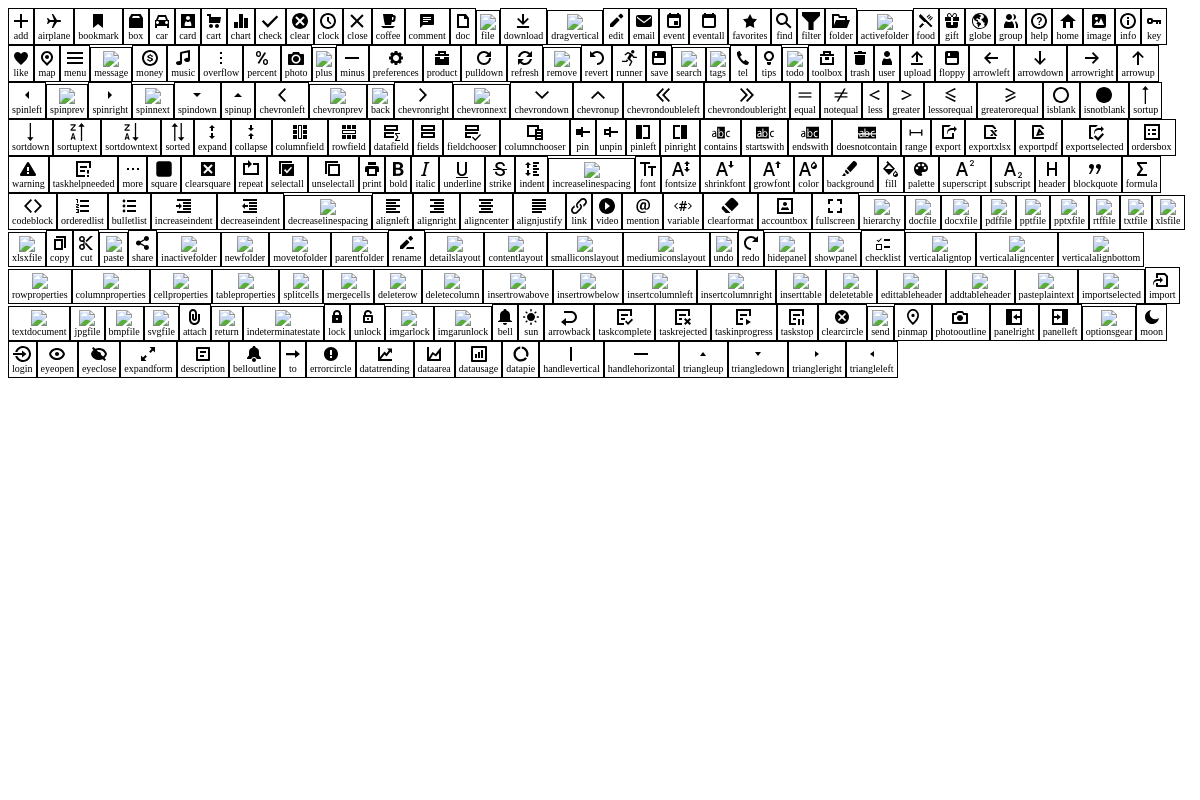 add airplane bookmark box car card cart chart check clear clock close coffee comment doc file download dragvertical edit email event eventall favorites find filter folder activefolder food gift globe group help home image info key
like map menu message money music overflow percent photo plus minus preferences product pulldown refresh remove revert runner save search tags tel tips todo toolbox trash user upload floppy arrowleft arrowdown arrowright arrowup
spinleft spinprev spinright spinnext spindown spinup chevronleft chevronprev back chevronright chevronnext chevrondown chevronup chevrondoubleleft chevrondoubleright equal notequal less greater lessorequal greaterorequal isblank isnotblank sortup
sortdown sortuptext sortdowntext sorted expand collapse columnfield rowfield datafield fields fieldchooser columnchooser pin unpin pinleft pinright contains startswith endswith doesnotcontain range export exportxlsx exportpdf exportselected ordersbox
warning taskhelpneeded more square clearsquare repeat selectall unselectall print bold italic underline strike indent increaselinespacing font fontsize shrinkfont growfont color background fill palette superscript subscript header blockquote formula
codeblock orderedlist bulletlist increaseindent decreaseindent decreaselinespacing alignleft alignright aligncenter alignjustify link video mention variable clearformat accountbox fullscreen hierarchy docfile docxfile pdffile pptfile pptxfile rtffile txtfile xlsfile
xlsxfile copy cut paste share inactivefolder newfolder movetofolder parentfolder rename detailslayout contentlayout smalliconslayout mediumiconslayout undo redo hidepanel showpanel checklist verticalaligntop verticalaligncenter verticalalignbottom
rowproperties columnproperties cellproperties tableproperties splitcells mergecells deleterow deletecolumn insertrowabove insertrowbelow insertcolumnleft insertcolumnright inserttable deletetable edittableheader addtableheader pasteplaintext importselected import
textdocument jpgfile bmpfile svgfile attach return indeterminatestate lock unlock imgarlock imgarunlock bell sun arrowback taskcomplete taskrejected taskinprogress taskstop clearcircle send pinmap photooutline panelright panelleft optionsgear moon
login eyeopen eyeclose expandform description belloutline to errorcircle datatrending dataarea datausage datapie handlevertical handlehorizontal triangleup triangledown triangleright triangleleft